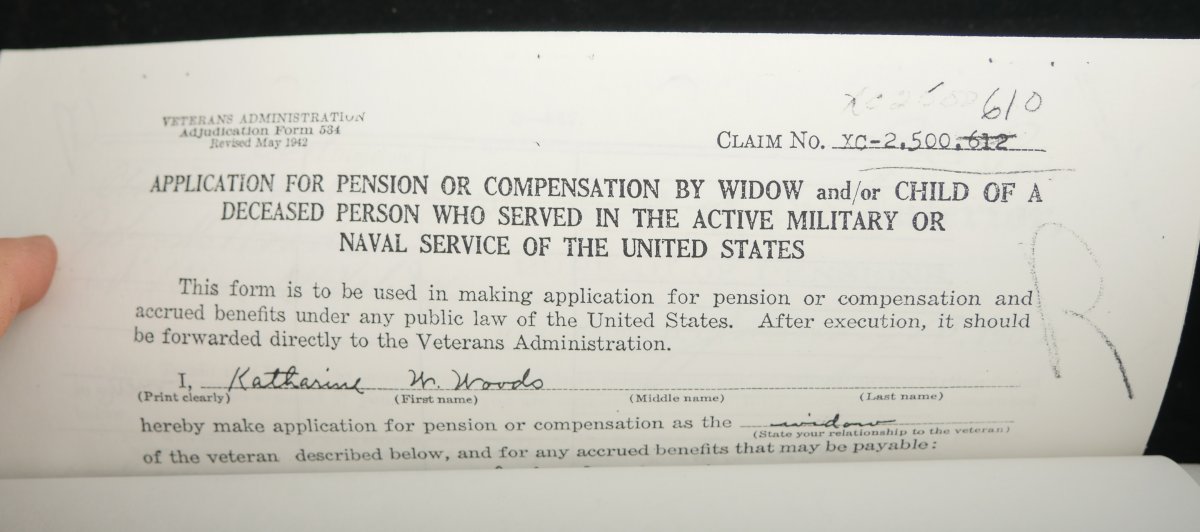 XC 2500 610
VETERANS ADMINISTRATION
Adjudication Form 534
Revised May 1942
CLAIM No. XC-2,500,612
APPLICATION FOR PENSION OR COMPENSATION BY WIDOW and/or CHILD OF A
DECEASED PERSON WHO SERVED IN THE ACTIVE MILITARY OR
NAVAL SERVICE OF THE UNITED STATES
R
This form is to be used in making application for pension or compensation and
accrued benefits under any public law of the United States. After execution, it should
be forwarded directly to the Veterans Administration.
I, Katharine W. Woods
(Print clearly) (First name) (Middle name) (Last name)
hereby make application for pension or compensation as the widow
(State your relationship to the veteran)
of the veteran described below, and for any accrued benefits that may be payable: